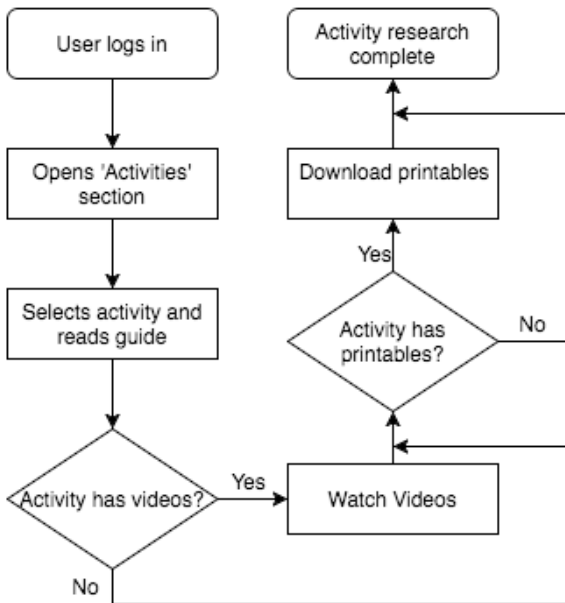 User logs in
Opens 'Activities'
section
Selects activity and
reads guide
Activity has videos?
Yes
No
Watch Videos
Activity has
printables?
Yes
No
Download printables
Activity research
complete